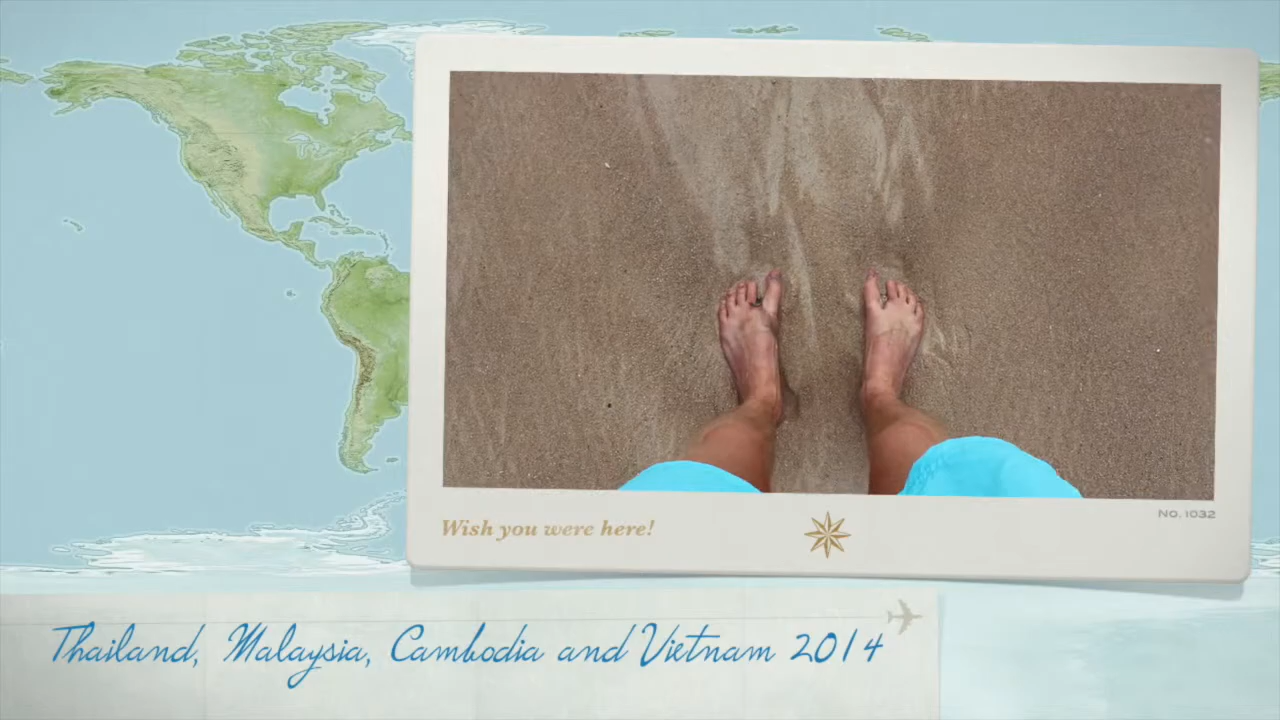 Wish you were here!
NO. 1032
Thailand, Malaysia, Cambodia and Vietnam 2014